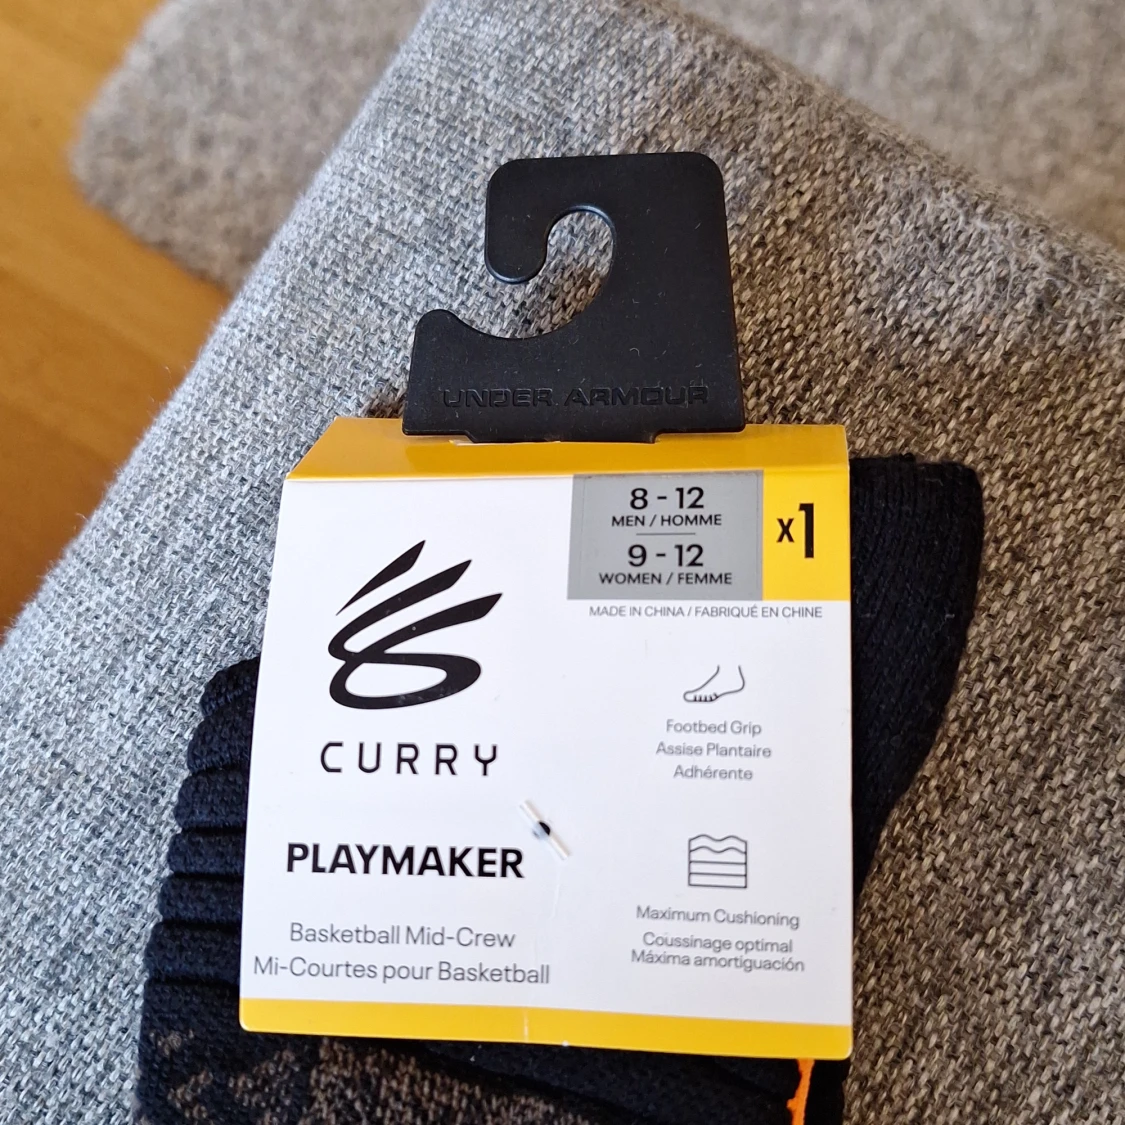 UNDER ARMOUR
8 - 12
MEN / HOMME
9 - 12
WOMEN / FEMME
x1
MADE IN CHINA / FABRIQUÉ EN CHINE
CURRY
PLAYMAKER
Basketball Mid-Crew
Mi-Courtes pour Basketball
Footbed Grip
Assise Plantaire
Adhérente
Maximum Cushioning
Coussinage optimal
Máxima amortiguación